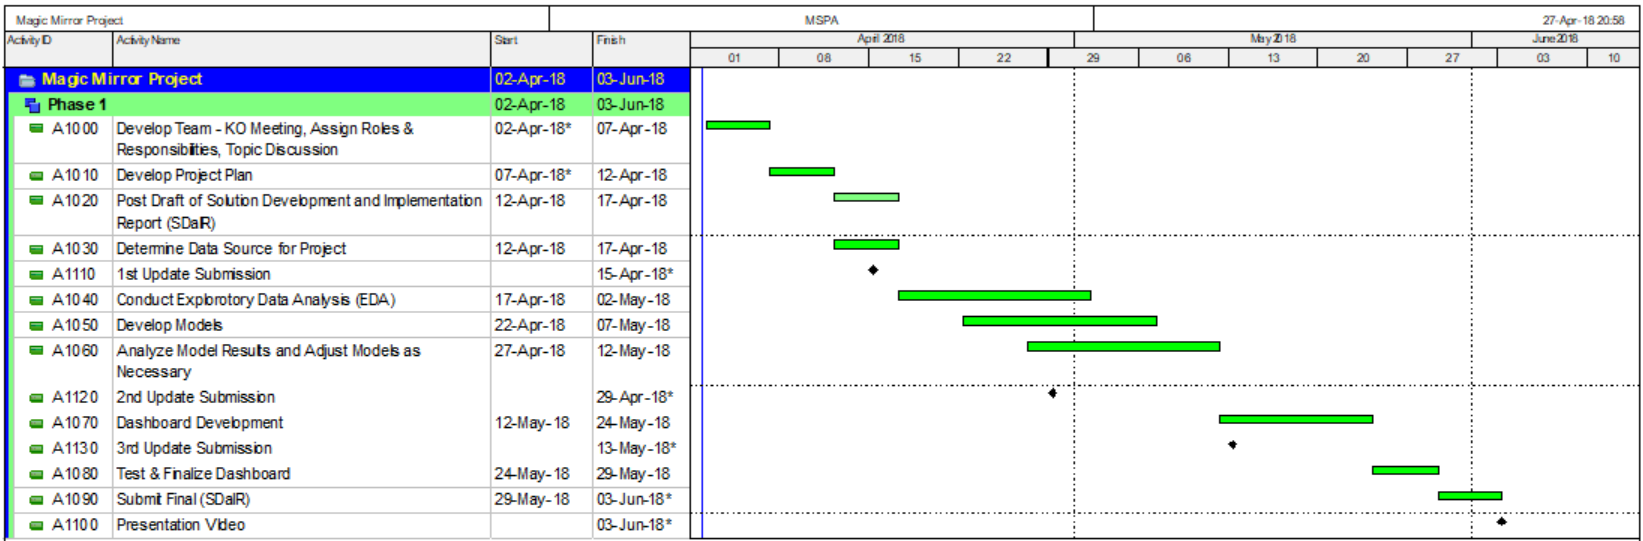 Magic Mirror Project MSPA 27-Apr-18 20:58
Activity ID Activity Name Start Finish April 2018 May 2018 June 2018
01 08 15 22 29 06 13 20 27 03 10
Magic Mirror Project 02-Apr-18 03-Jun-18
Phase 1 02-Apr-18 03-Jun-18
A1000 Develop Team - KO Meeting, Assign Roles & 02-Apr-18* 07-Apr-18
Responsibilities, Topic Discussion
A1010 Develop Project Plan 07-Apr-18* 12-Apr-18
A1020 Post Draft of Solution Development and Implementation 12-Apr-18 17-Apr-18
Report (SDaIR)
A1030 Determine Data Source for Project 12-Apr-18 17-Apr-18
A1110 1st Update Submission 15-Apr-18*
A1040 Conduct Explorotory Data Analysis (EDA) 17-Apr-18 02-May-18
A1050 Develop Models 22-Apr-18 07-May-18
A1060 Analyze Model Results and Adjust Models as 27-Apr-18 12-May-18
Necessary
A1120 2nd Update Submission 29-Apr-18*
A1070 Dashboard Development 12-May-18 24-May-18
A1130 3rd Update Submission 13-May-18*
A1080 Test & Finalize Dashboard 24-May-18 29-May-18
A1090 Submit Final (SDaIR) 29-May-18 03-Jun-18*
A1100 Presentation Video 03-Jun-18*